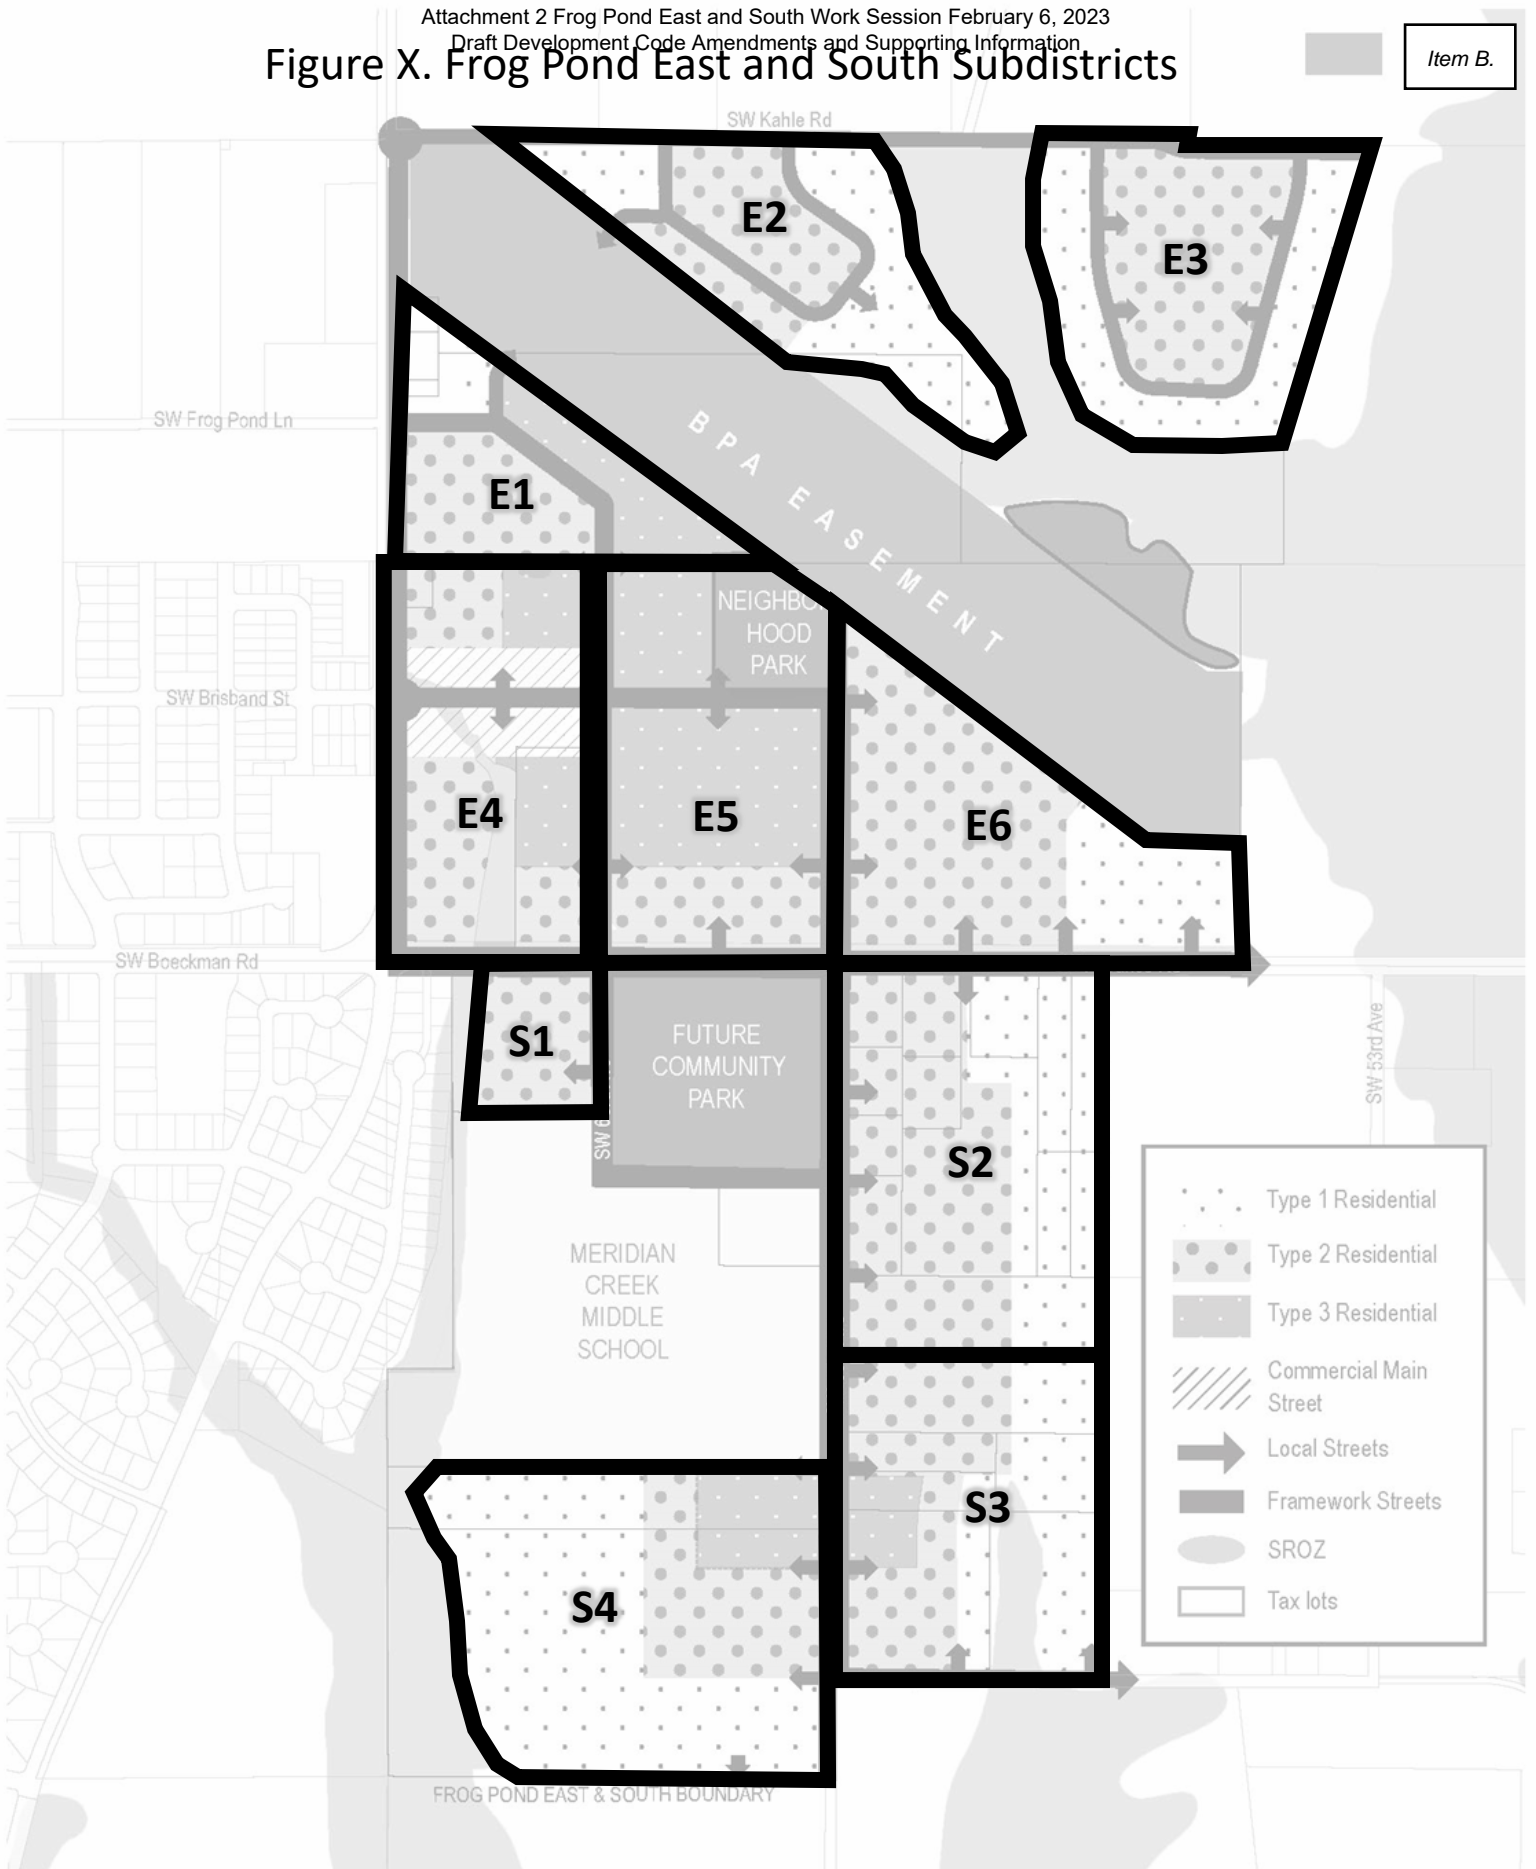 Attachment 2 Frog Pond East and South Work Session February 6, 2023
Draft Development Code Amendments and Supporting Information
Figure X. Frog Pond East and South Subdistricts
Item B.
SW Kahle Rd
E2
E3
SW Frog Pond Ln
BPA EASEMENT
E1
NEIGHBO
HOOD
PARK
SW Brisband St
E4
E5
E6
SW Boeckman Rd
S1
FUTURE
COMMUNITY
PARK
SW 53rd Ave
SW 6
S2
MERIDIAN
CREEK
MIDDLE
SCHOOL
Type 1 Residential
Type 2 Residential
Type 3 Residential
Commercial Main
Street
Local Streets
Framework Streets
SROZ
Tax lots
S3
S4
FROG POND EAST & SOUTH BOUNDARY